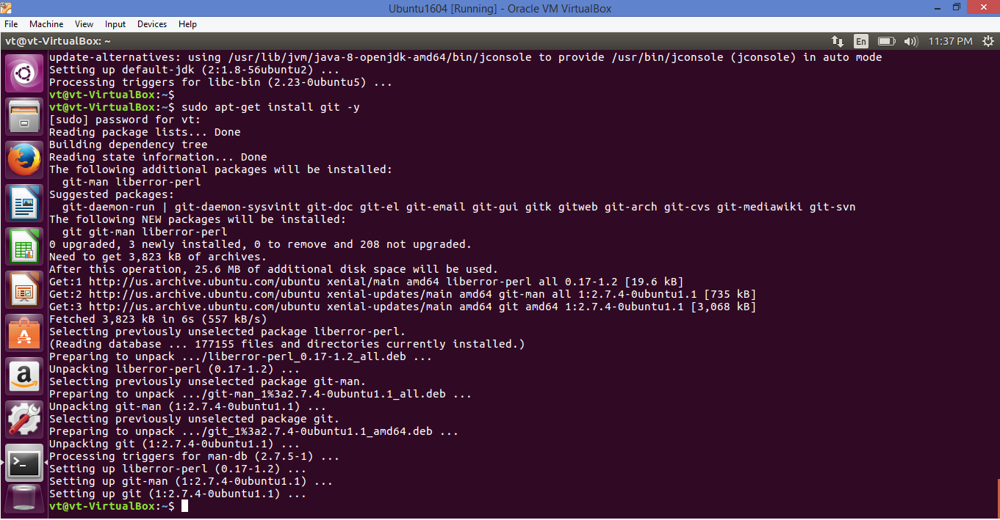 Ubuntu1604 [Running] - Oracle VM VirtualBox
File Machine View Input Devices Help
vt@vt-VirtualBox: ~ En 11:37 PM
update-alternatives: using /usr/lib/jvm/java-8-openjdk-amd64/bin/jconsole to provide /usr/bin/jconsole (jconsole) in auto mode
Setting up default-jdk (2:1.8-56ubuntu2) ...
Processing triggers for libc-bin (2.23-0ubuntu5) ...
vt@vt-VirtualBox:~$
vt@vt-VirtualBox:~$ sudo apt-get install git -y
[sudo] password for vt:
Reading package lists... Done
Building dependency tree
Reading state information... Done
The following additional packages will be installed:
  git-man liberror-perl
Suggested packages:
  git-daemon-run | git-daemon-sysvinit git-doc git-el git-email git-gui gitk gitweb git-arch git-cvs git-mediawiki git-svn
The following NEW packages will be installed:
  git git-man liberror-perl
0 upgraded, 3 newly installed, 0 to remove and 208 not upgraded.
Need to get 3,823 kB of archives.
After this operation, 25.6 MB of additional disk space will be used.
Get:1 http://us.archive.ubuntu.com/ubuntu xenial/main amd64 liberror-perl all 0.17-1.2 [19.6 kB]
Get:2 http://us.archive.ubuntu.com/ubuntu xenial-updates/main amd64 git-man all 1:2.7.4-0ubuntu1.1 [735 kB]
Get:3 http://us.archive.ubuntu.com/ubuntu xenial-updates/main amd64 git amd64 1:2.7.4-0ubuntu1.1 [3,068 kB]
Fetched 3,823 kB in 6s (557 kB/s)
Selecting previously unselected package liberror-perl.
(Reading database ... 177155 files and directories currently installed.)
Preparing to unpack .../liberror-perl_0.17-1.2_all.deb ...
Unpacking liberror-perl (0.17-1.2) ...
Selecting previously unselected package git-man.
Preparing to unpack .../git-man_1%3a2.7.4-0ubuntu1.1_all.deb ...
Unpacking git-man (1:2.7.4-0ubuntu1.1) ...
Selecting previously unselected package git.
Preparing to unpack .../git_1%3a2.7.4-0ubuntu1.1_amd64.deb ...
Unpacking git (1:2.7.4-0ubuntu1.1) ...
Processing triggers for man-db (2.7.5-1) ...
Setting up liberror-perl (0.17-1.2) ...
Setting up git-man (1:2.7.4-0ubuntu1.1) ...
Setting up git (1:2.7.4-0ubuntu1.1) ...
vt@vt-VirtualBox:~$